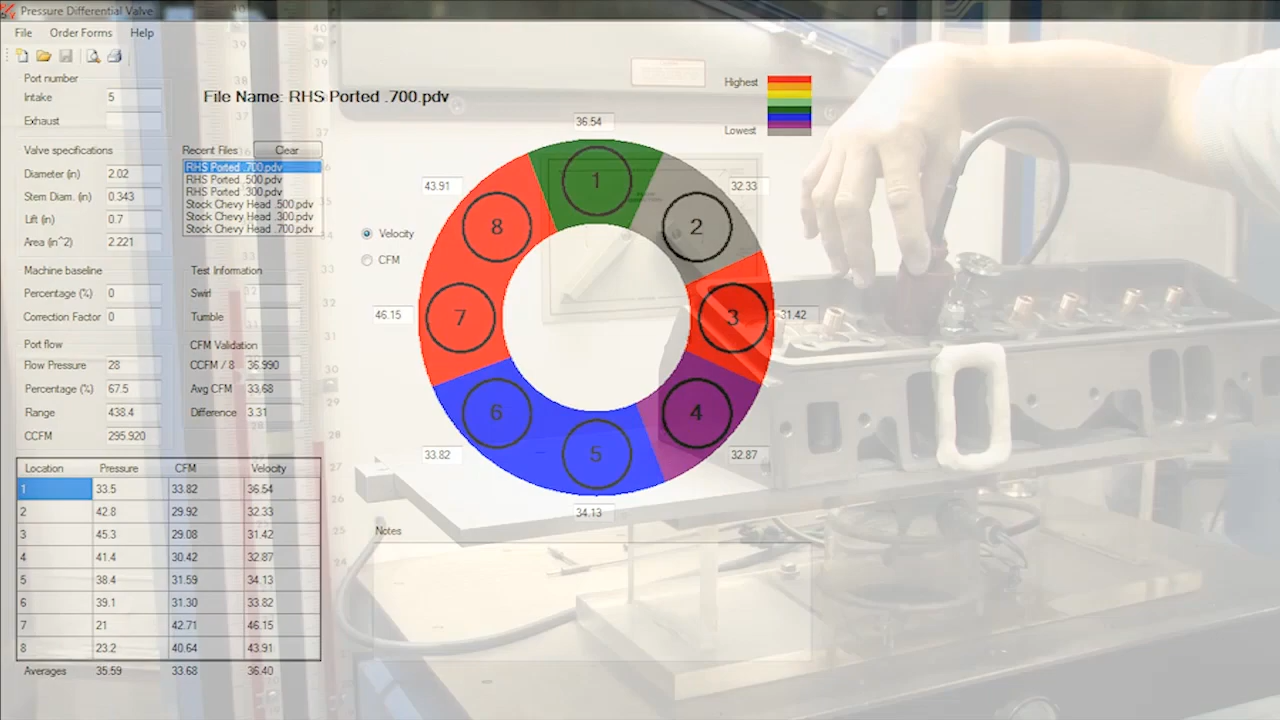 Pressure Differential Valve
File Order Forms Help
Port number
Intake 5
Exhaust
Valve specifications
Diameter (in) 2.02
Stem Diam. (in) 0.343
Lift (in) 0.7
Area (in^2) 2.221
Machine baseline
Percentage (%) 0
Correction Factor 0
Port flow
Flow Pressure 28
Percentage (%) 67.5
Range 438.4
CCFM 295.920
File Name: RHS Ported .700.pdv
Recent Files Clear
RHS Ported .700.pdv
RHS Ported .500.pdv
RHS Ported .300.pdv
Stock Chevy Head .500.pdv
Stock Chevy Head .300.pdv
Stock Chevy Head .700.pdv
Test Information
Swirl
Tumble
CFM Validation
CCFM / 8 36.990
Avg CFM 33.68
Difference 3.31
Velocity
CFM
Highest
Lowest
36.54
43.91
32.33
46.15
31.42
33.82
32.87
34.13
1
8
2
7
3
6
4
5
Notes
Location Pressure CFM Velocity
1 33.5 33.82 36.54
2 42.8 29.92 32.33
3 45.3 29.08 31.42
4 41.4 30.42 32.87
5 38.4 31.59 34.13
6 39.1 31.30 33.82
7 21 42.71 46.15
8 23.2 40.64 43.91
Averages 35.59 33.68 36.40